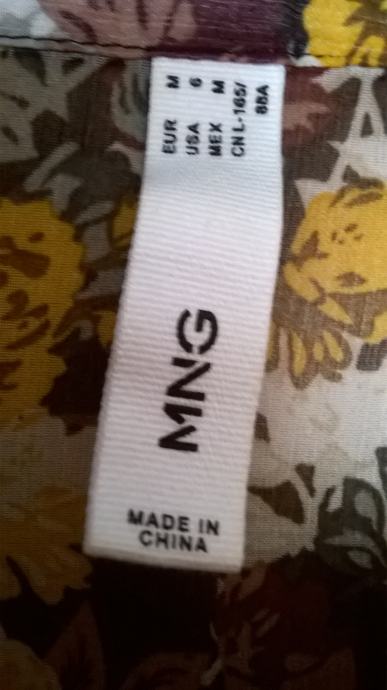 EUR M
USA 6
MEX M
CN L-165/
88A
MNG
MADE IN
CHINA